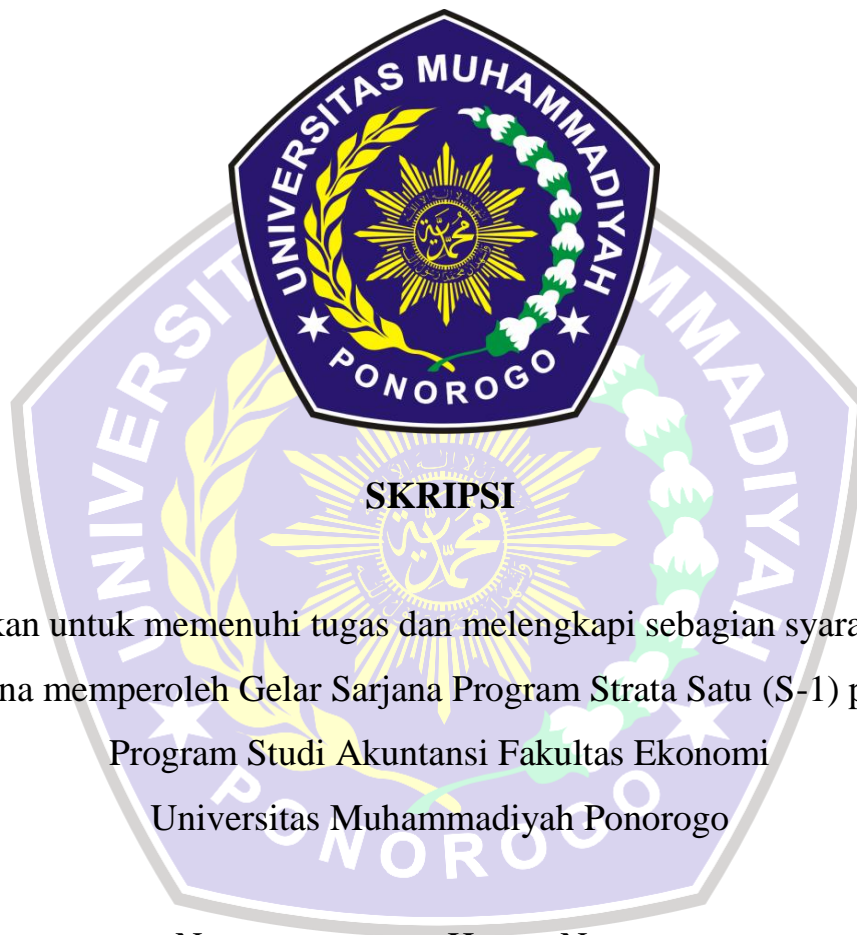 UNIVERSITAS MUHAMMADIYAH
PONOROGO
SKRIPSI
kan untuk memenuhi tugas dan melengkapi sebagian syara
na memperoleh Gelar Sarjana Program Strata Satu (S-1) p
Program Studi Akuntansi Fakultas Ekonomi
Universitas Muhammadiyah Ponorogo